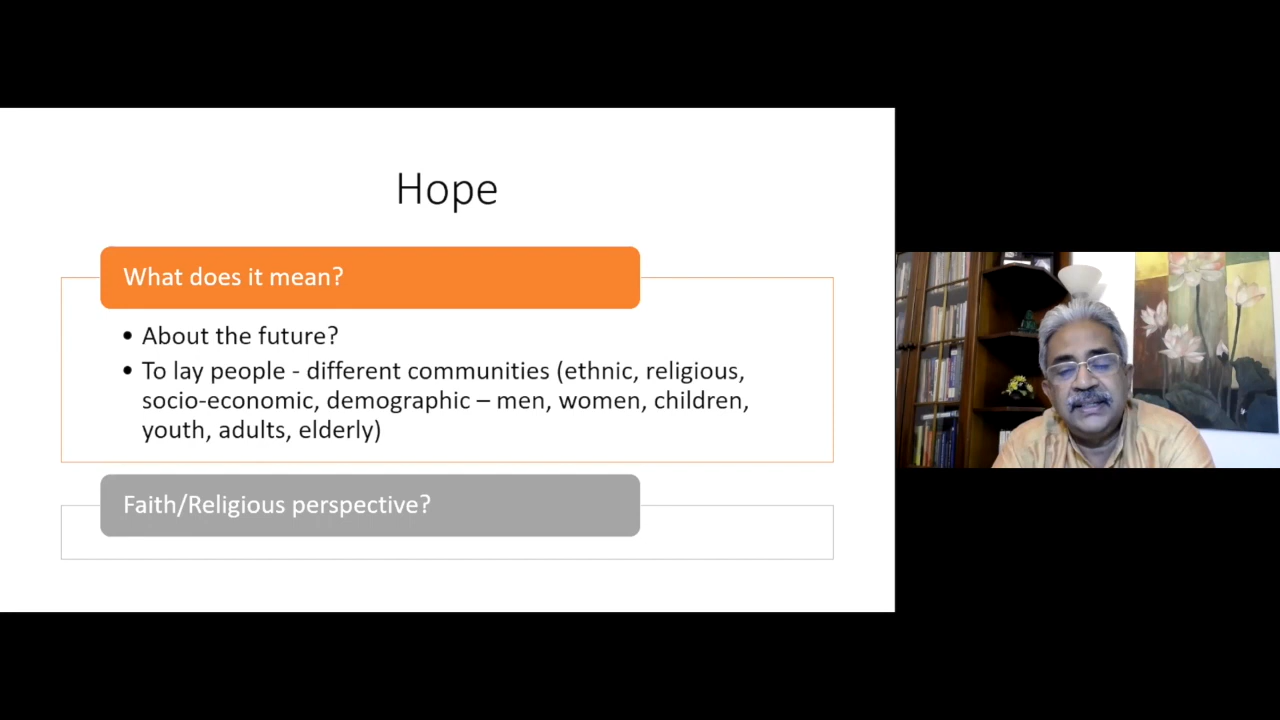 Hope
What does it mean?
• About the future?
• To lay people - different communities (ethnic, religious,
socio-economic, demographic – men, women, children,
youth, adults, elderly)
Faith/Religious perspective?